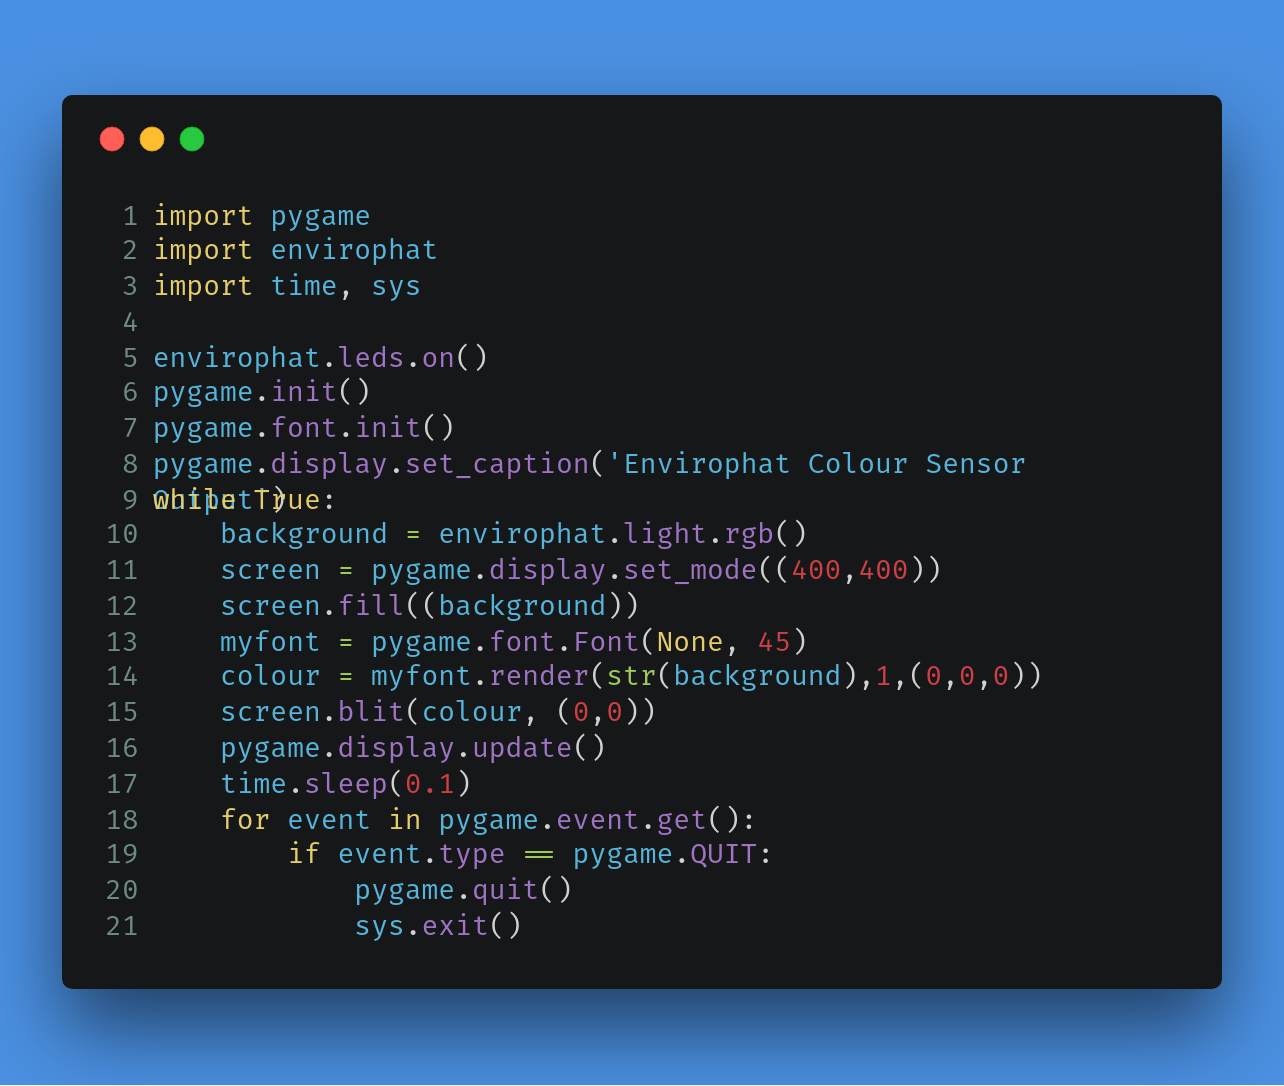 1 import pygame
2 import envirophat
3 import time, sys
4
5 envirophat.leds.on()
6 pygame.init()
7 pygame.font.init()
8 pygame.display.set_caption('Envirophat Colour Sensor
Output')
9 while True:
10     background = envirophat.light.rgb()
11     screen = pygame.display.set_mode((400,400))
12     screen.fill((background))
13     myfont = pygame.font.Font(None, 45)
14     colour = myfont.render(str(background),1,(0,0,0))
15     screen.blit(colour, (0,0))
16     pygame.display.update()
17     time.sleep(0.1)
18     for event in pygame.event.get():
19         if event.type == pygame.QUIT:
20             pygame.quit()
21             sys.exit()